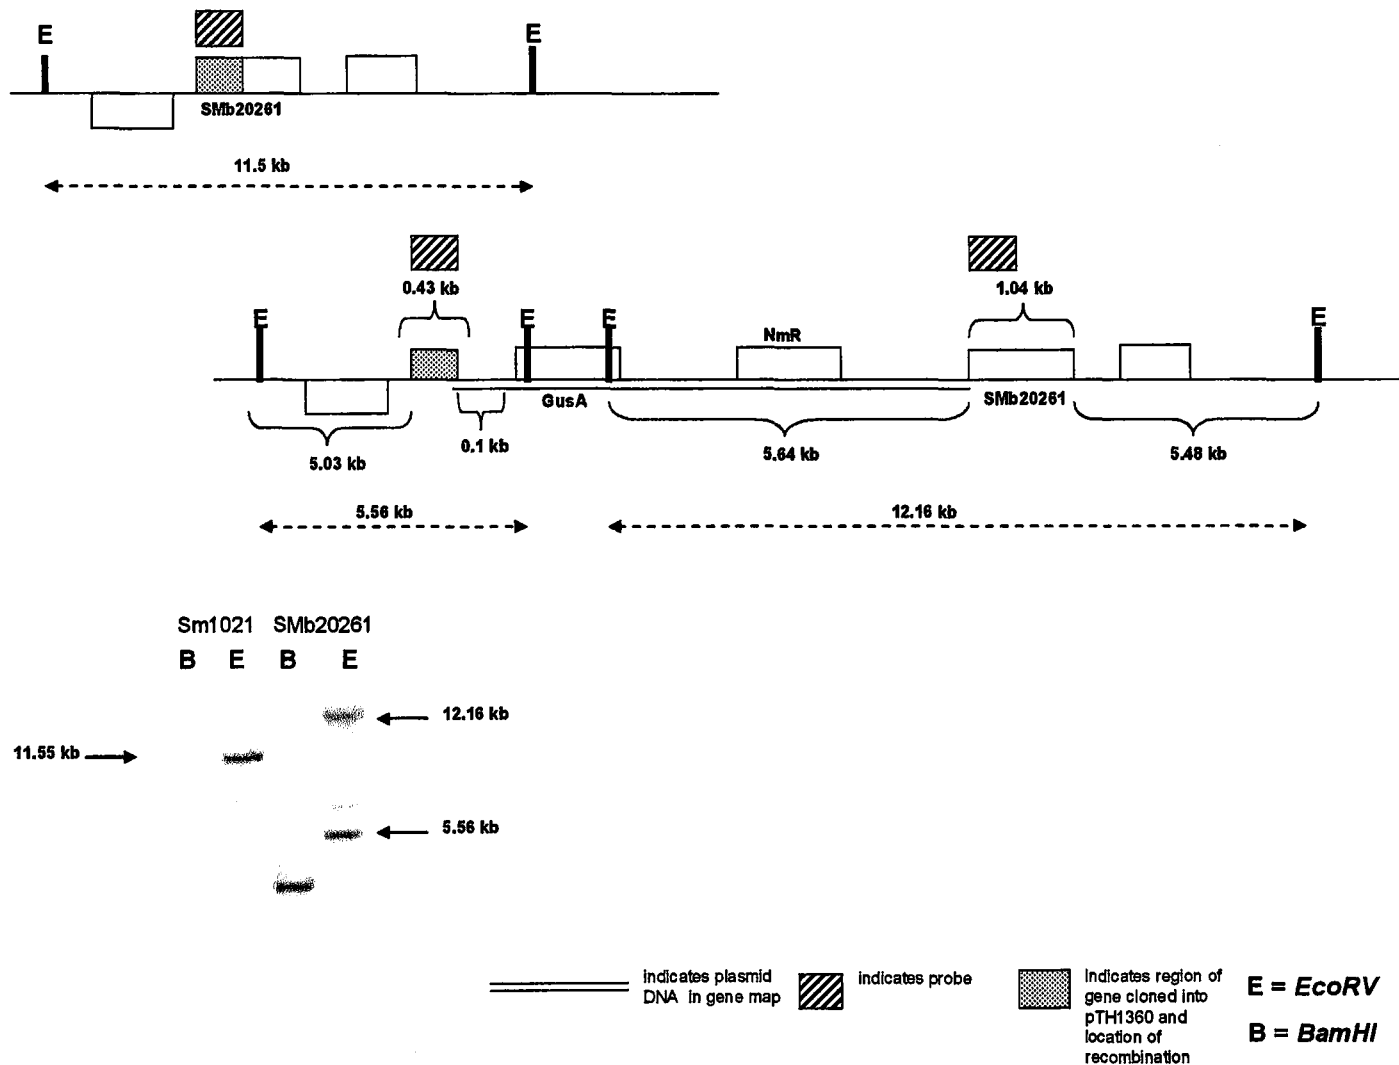 E
E
SMb20261
11.5 kb
0.43 kb
1.04 kb
E
E
E
E
NmR
GusA
SMb20261
5.03 kb
0.1 kb
5.64 kb
5.48 kb
5.56 kb
12.16 kb
Sm1021 SMb20261
B E B E
12.16 kb
11.55 kb
5.56 kb
indicates plasmid
DNA in gene map
indicates probe
Indicates region of
gene cloned into
pTH1360 and
location of
recombination
E = EcoRV
B = BamHI